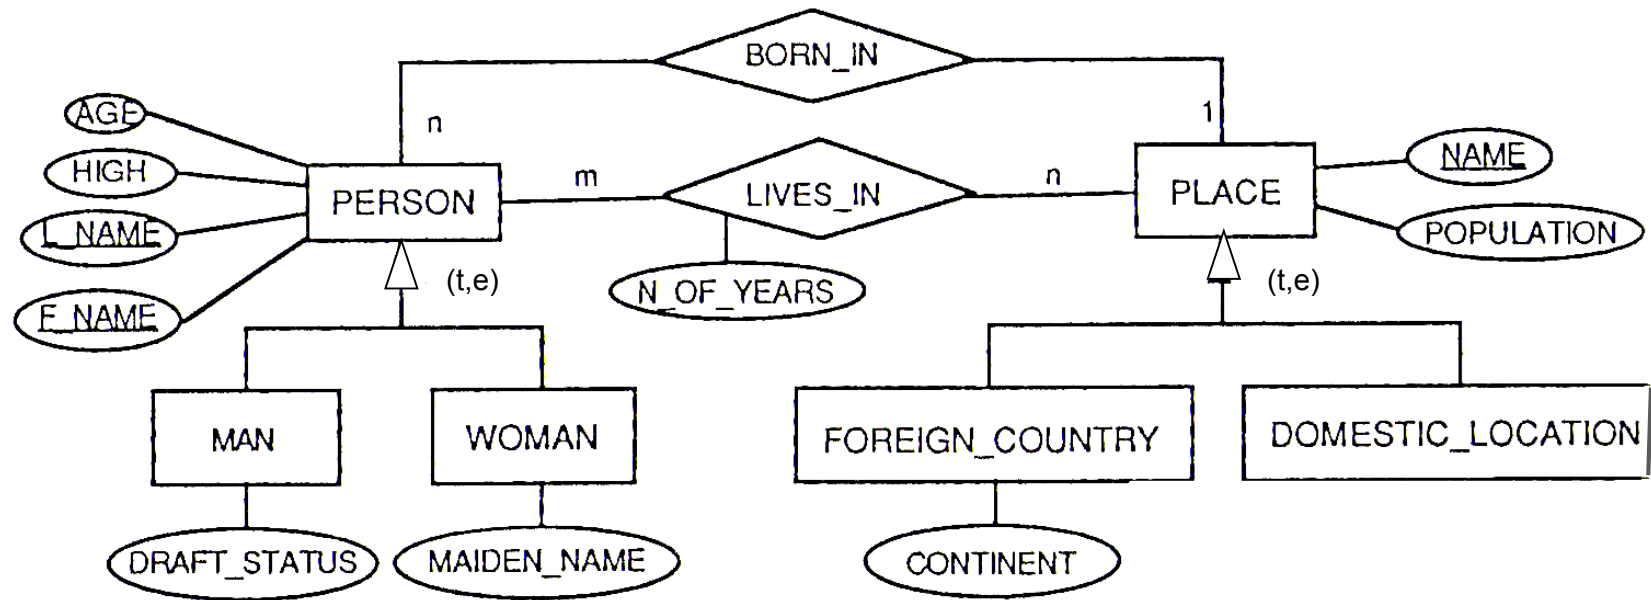 BORN_IN
AGE
n
1
HIGH
NAME
PERSON
m
LIVES_IN
n
PLACE
L_NAME
POPULATION
(t,e)
(t,e)
N_OF_YEARS
F_NAME
MAN
WOMAN
FOREIGN_COUNTRY
DOMESTIC_LOCATION
DRAFT_STATUS
MAIDEN_NAME
CONTINENT